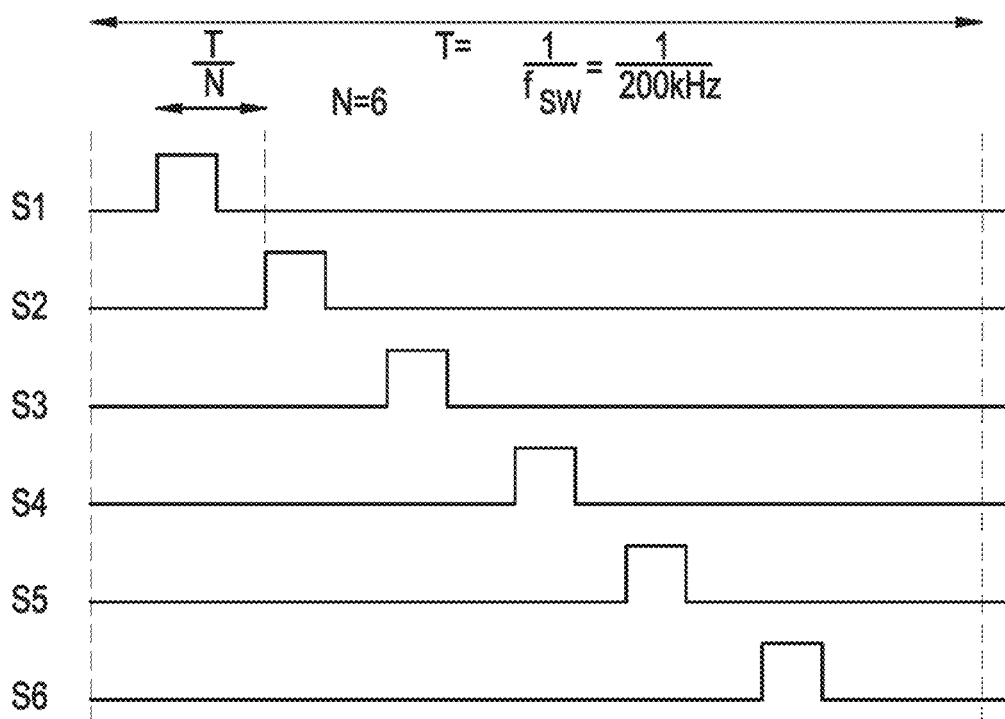 T/N
T= 1/f_SW = 1/200kHz
N=6
S1
S2
S3
S4
S5
S6